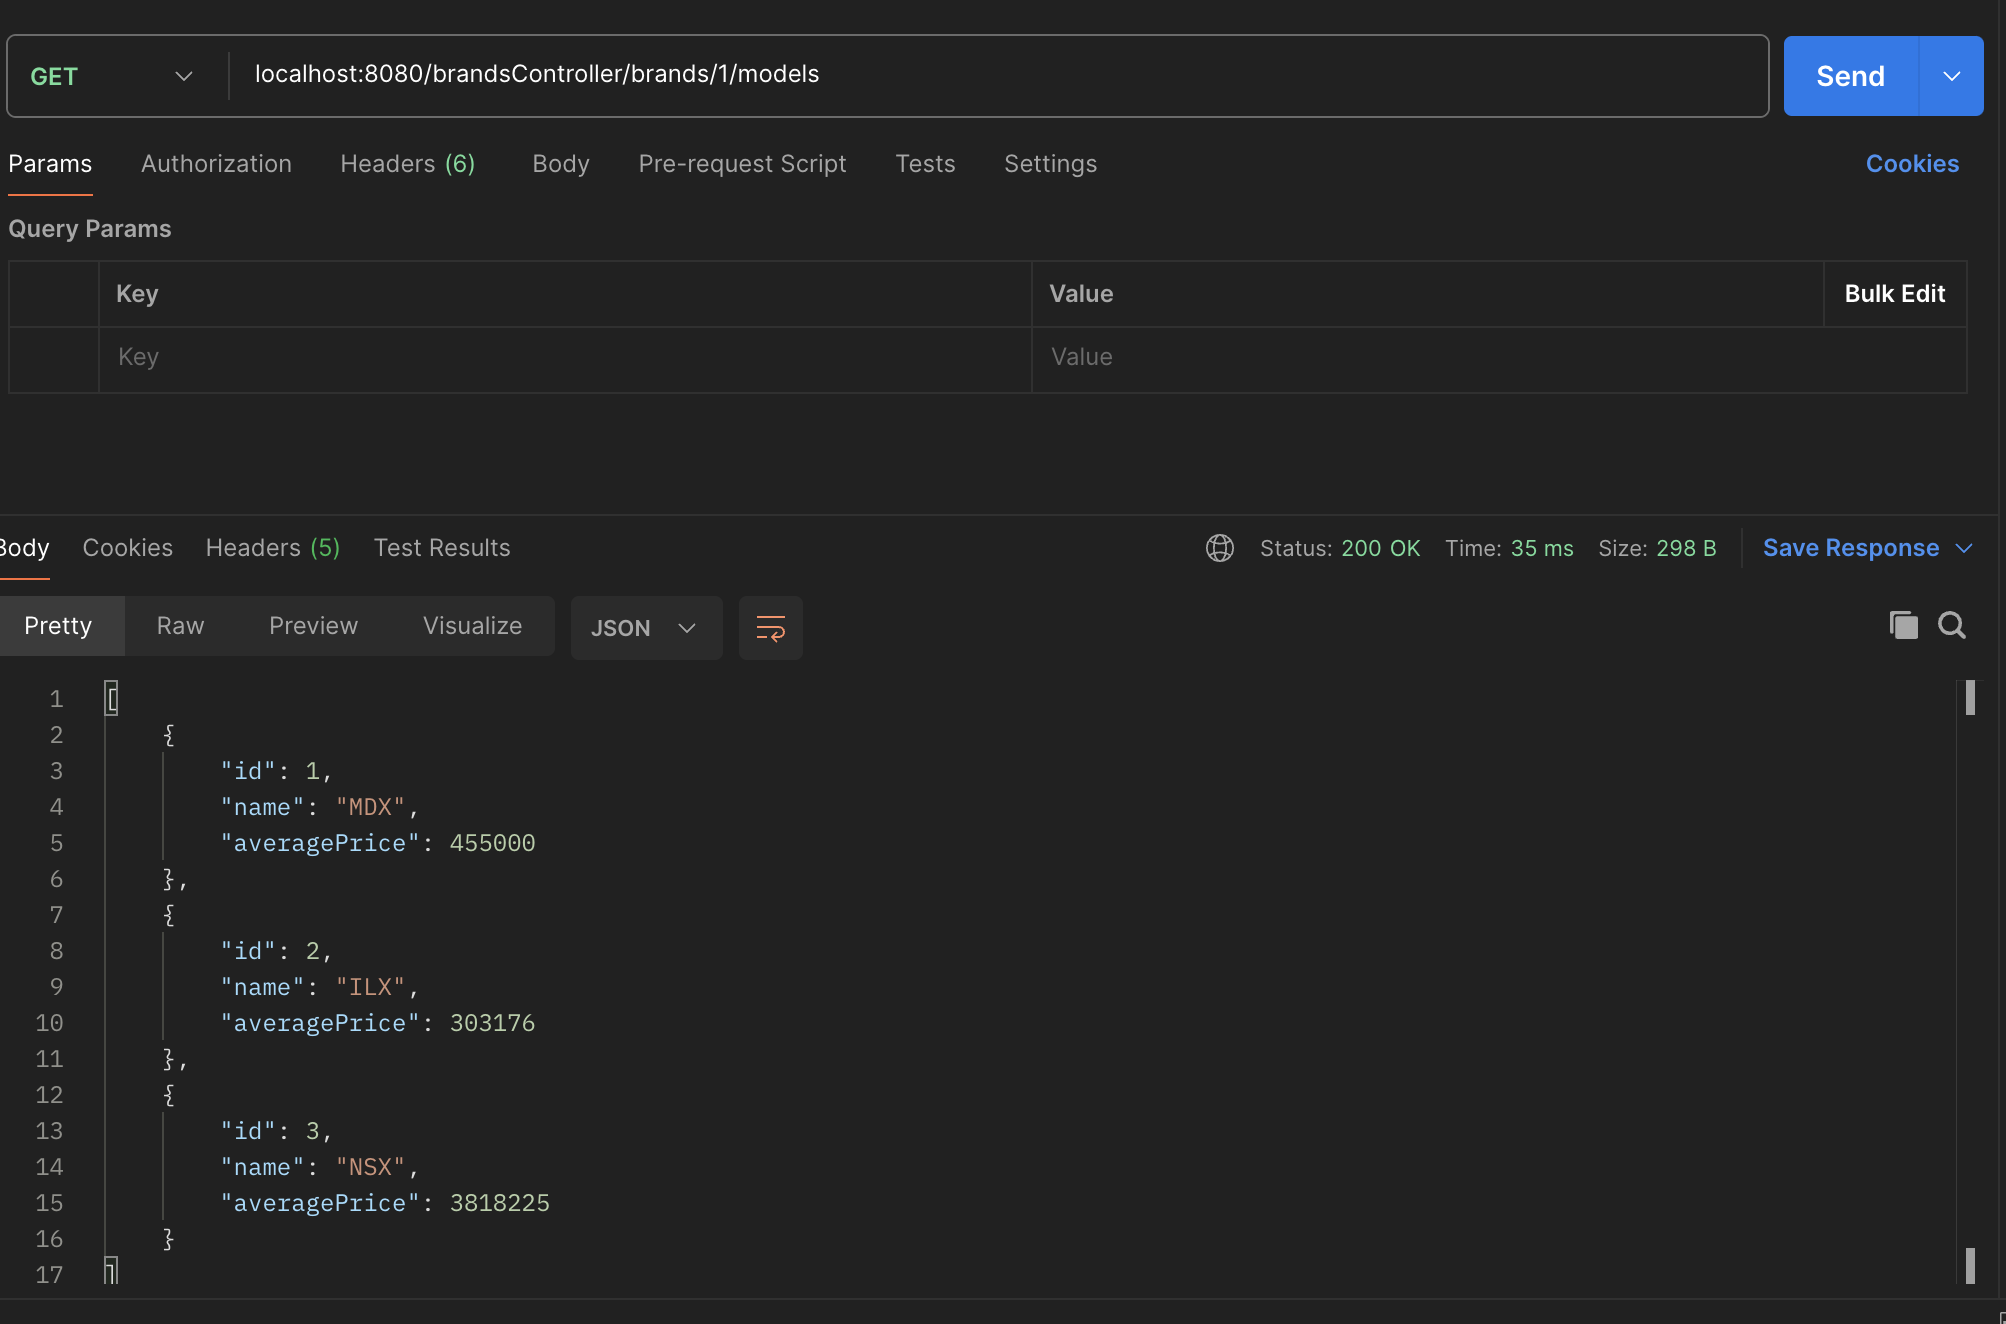 GET localhost:8080/brandsController/brands/1/models Send
Params Authorization Headers (6) Body Pre-request Script Tests Settings Cookies
Query Params
Key Value Bulk Edit
Key Value
Body Cookies Headers (5) Test Results Status: 200 OK Time: 35 ms Size: 298 B Save Response
Pretty Raw Preview Visualize JSON
1 [
2 {
3 "id": 1,
4 "name": "MDX",
5 "averagePrice": 455000
6 },
7 {
8 "id": 2,
9 "name": "ILX",
10 "averagePrice": 303176
11 },
12 {
13 "id": 3,
14 "name": "NSX",
15 "averagePrice": 3818225
16 }
17 ]